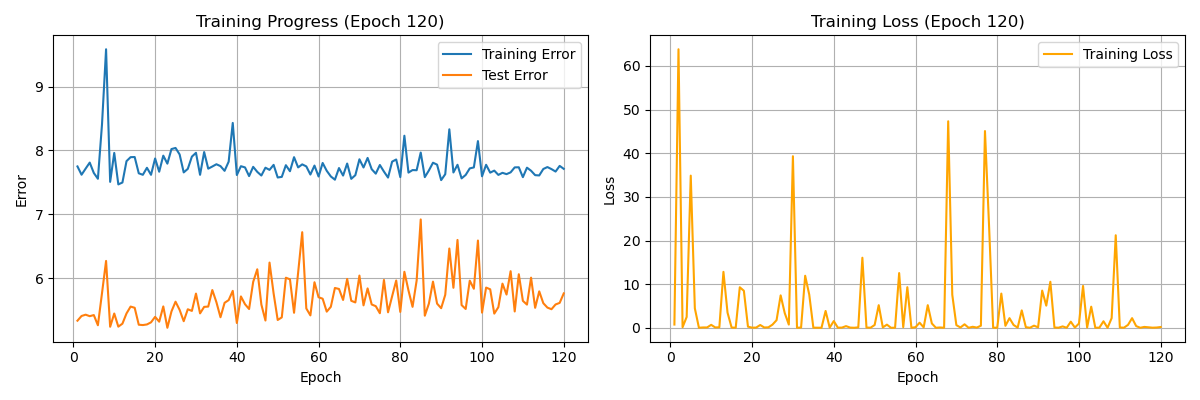 Training Progress (Epoch 120)
Training Error
Test Error
9
8
7
6
Error
0
20
40
60
80
100
120
Epoch
Training Loss (Epoch 120)
Training Loss
60
50
40
30
20
10
0
Loss
0
20
40
60
80
100
120
Epoch